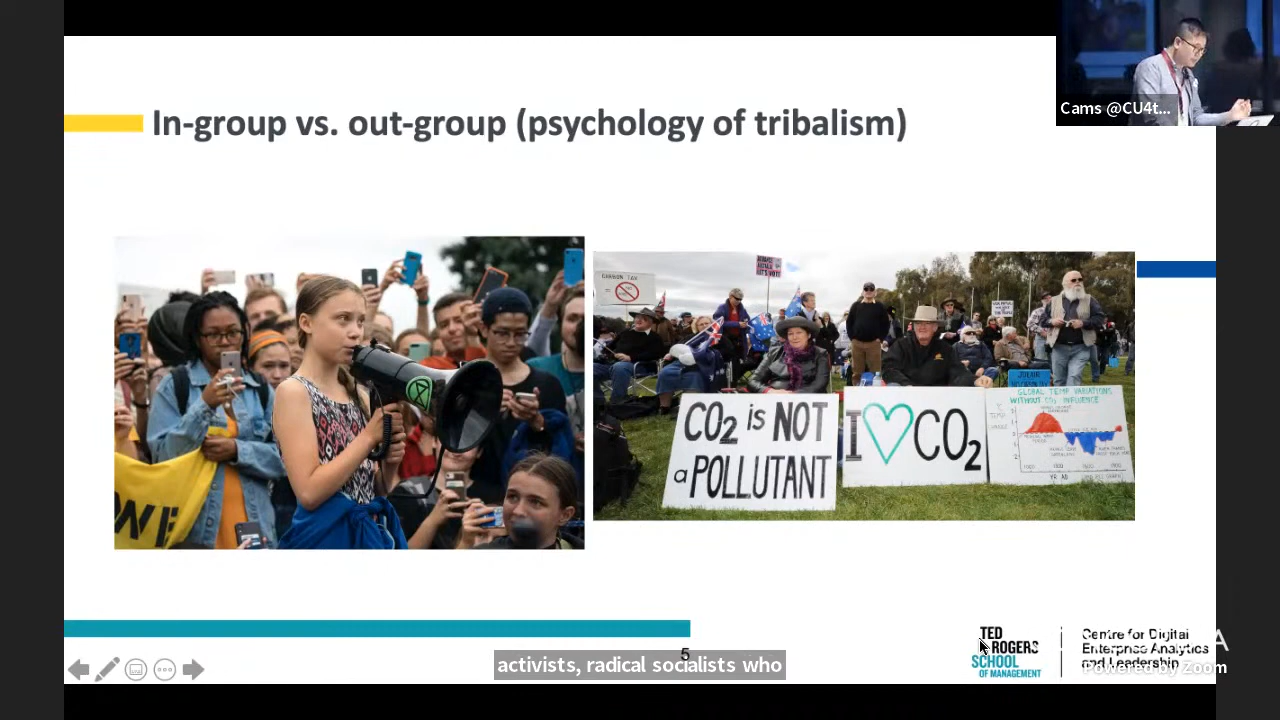 Cams @CU4t...
In-group vs. out-group (psychology of tribalism)
CARBON TAX
CO2 is NOT
a POLLUTANT
I ♡ CO2
GLOBAL TEMP VARIATIONS
WITHOUT CO2 INFLUENCE
YR AD
5
activists, radical socialists who
TED
ROGERS
SCHOOL
OF MANAGEMENT
Centre for Digital
Enterprise Analytics
and Leadership
Powered by Zoom